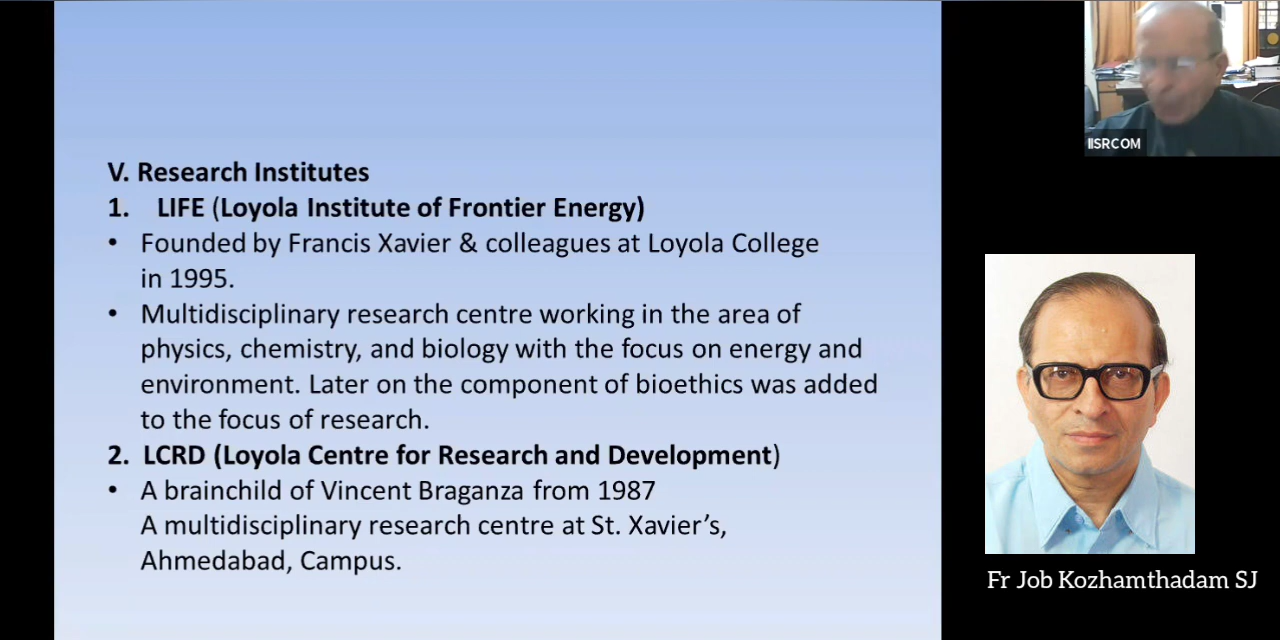 V. Research Institutes
1. LIFE (Loyola Institute of Frontier Energy)
• Founded by Francis Xavier & colleagues at Loyola College
in 1995.
• Multidisciplinary research centre working in the area of
physics, chemistry, and biology with the focus on energy and
environment. Later on the component of bioethics was added
to the focus of research.
2. LCRD (Loyola Centre for Research and Development)
• A brainchild of Vincent Braganza from 1987
A multidisciplinary research centre at St. Xavier’s,
Ahmedabad, Campus.
IISRCOM
Fr Job Kozhamthadam SJ